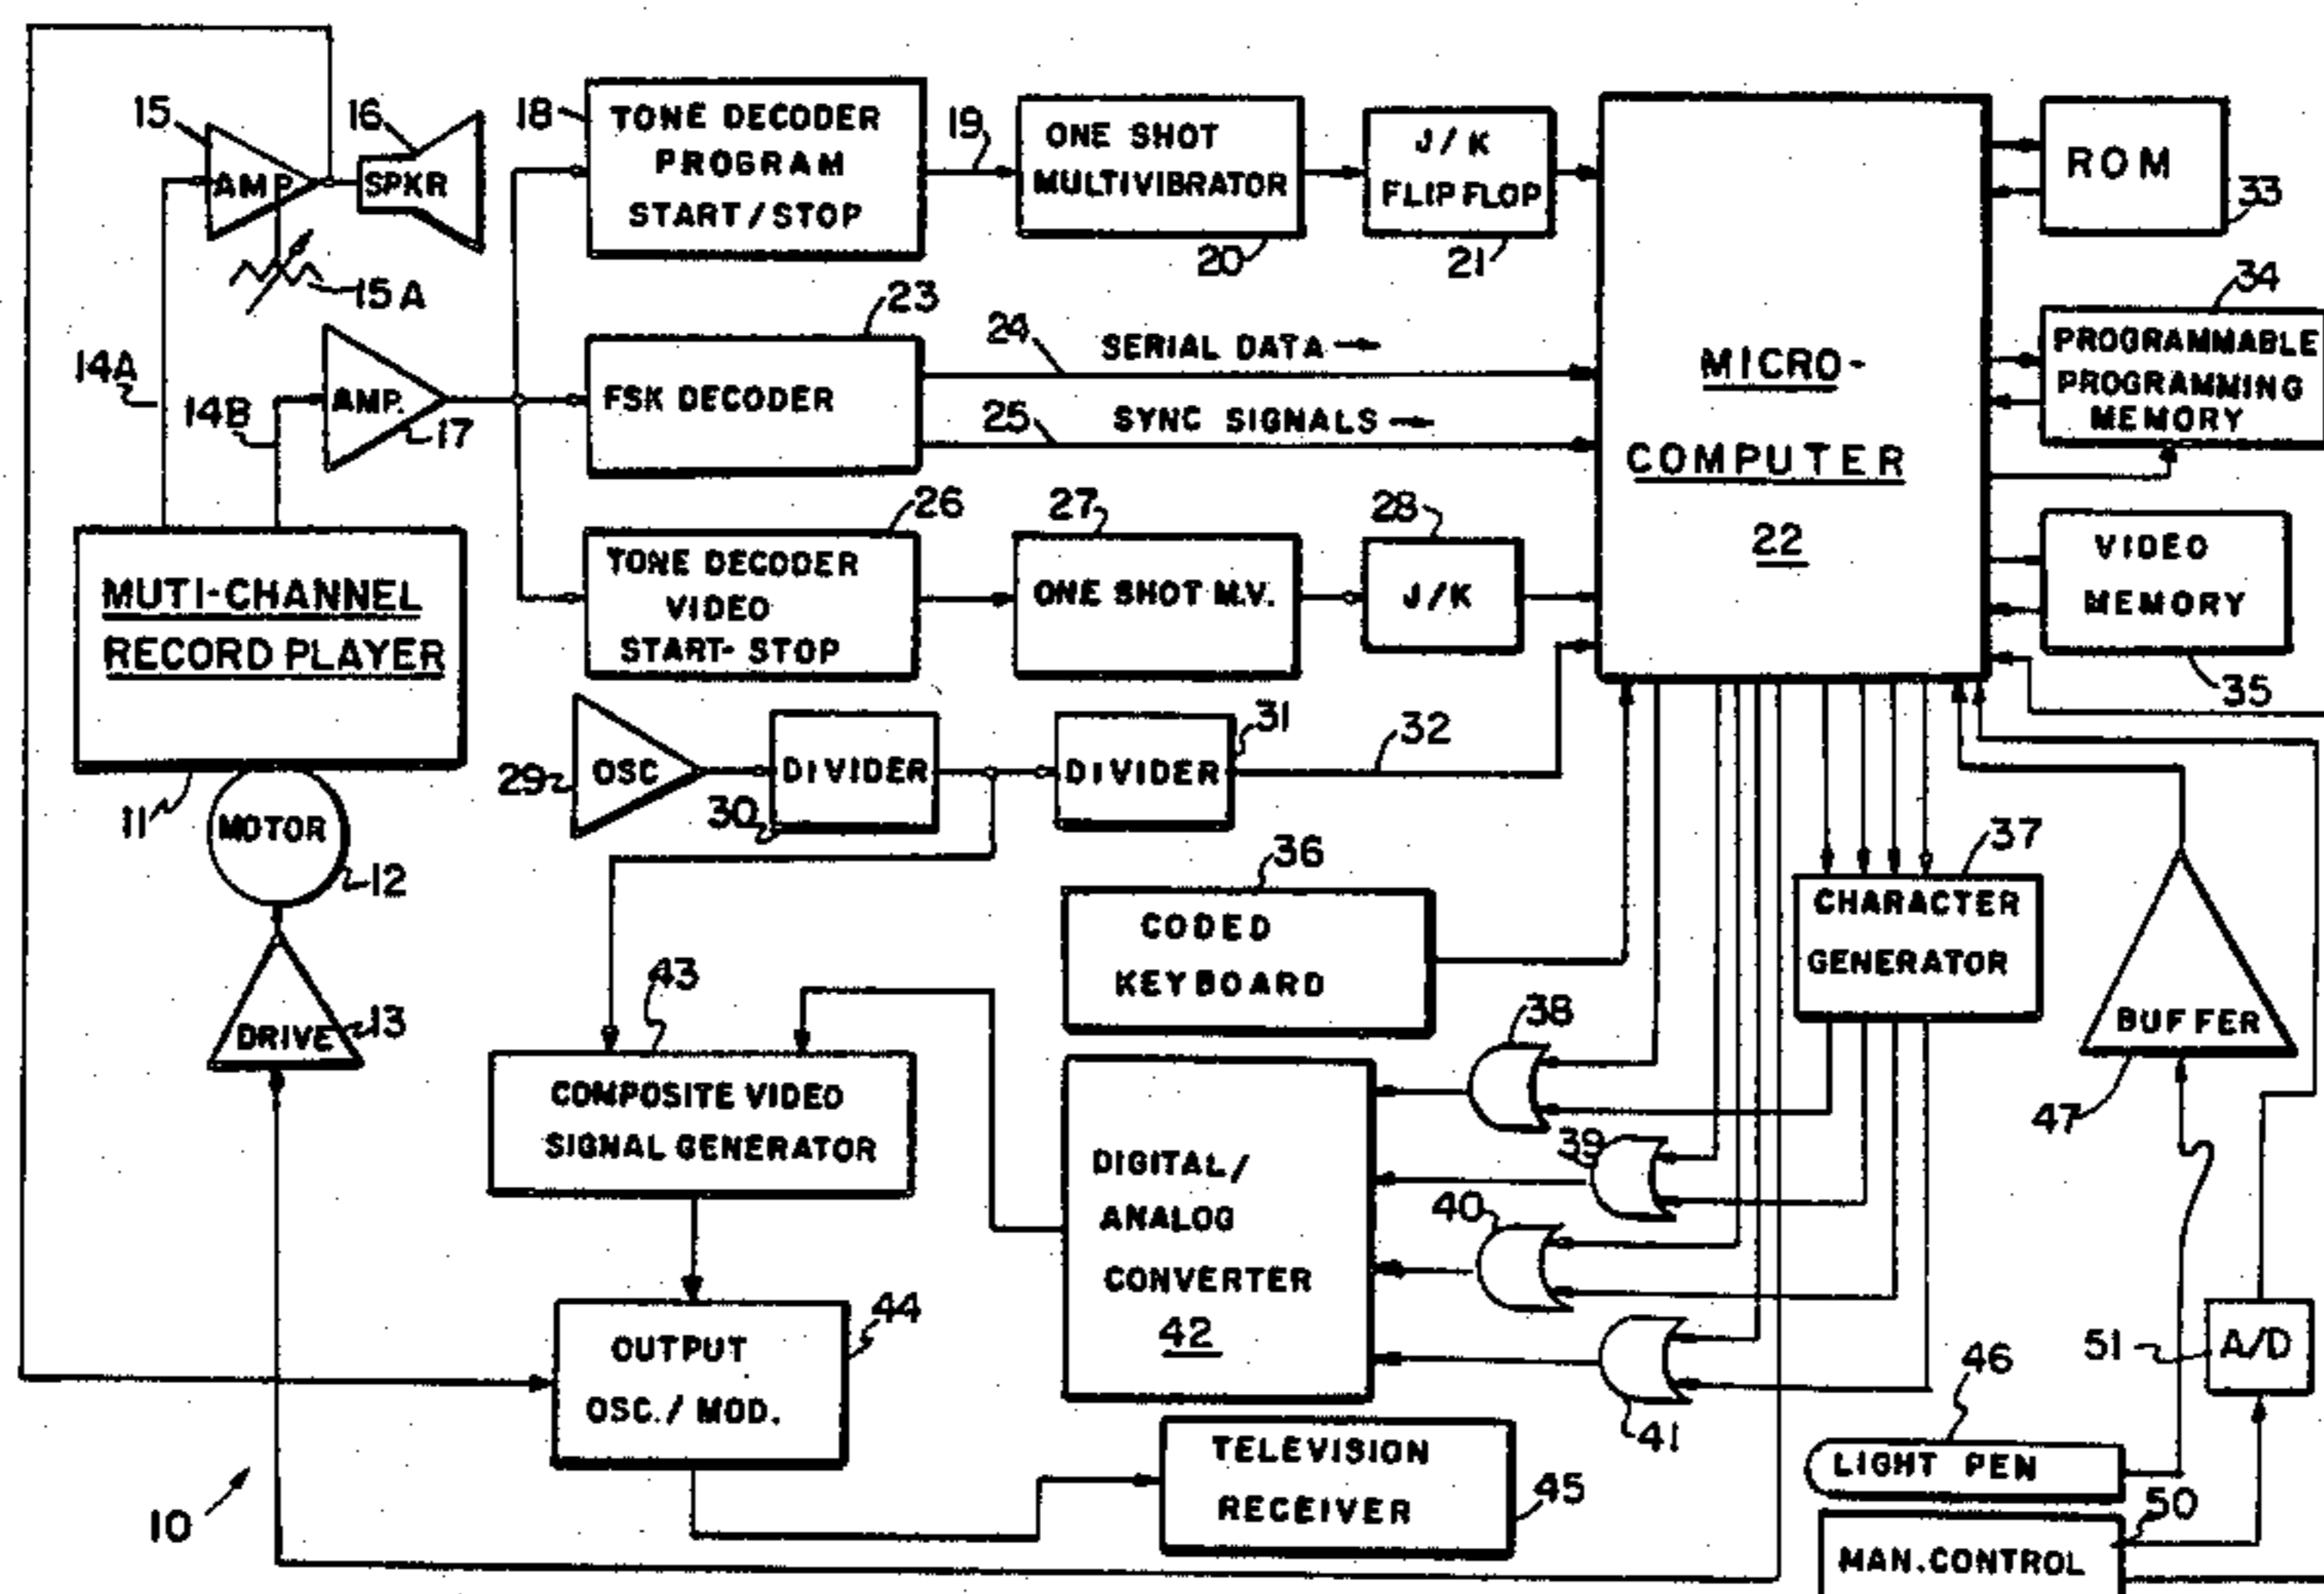 15
AMP.
15A
16
SPKR
14A
14B
AMP.
17
18
TONE DECODER
PROGRAM
START/STOP
19
ONE SHOT
MULTIVIBRATOR
20
J/K
FLIP FLOP
21
23
FSK DECODER
24
SERIAL DATA
25
SYNC SIGNALS
26
TONE DECODER
VIDEO
START-STOP
27
ONE SHOT M.V.
28
J/K
MICRO-
COMPUTER
22
ROM
33
34
PROGRAMMABLE
PROGRAMMING
MEMORY
VIDEO
MEMORY
35
MUTI-CHANNEL
RECORD PLAYER
11
MOTOR
12
DRIVE
13
29
OSC
DIVIDER
30
DIVIDER
31
32
36
CODED
KEYBOARD
37
CHARACTER
GENERATOR
BUFFER
47
43
COMPOSITE VIDEO
SIGNAL GENERATOR
DIGITAL/
ANALOG
CONVERTER
42
38
39
40
41
44
OUTPUT
OSC./MOD.
TELEVISION
RECEIVER
45
46
LIGHT PEN
50
MAN.CONTROL
51
A/D
10